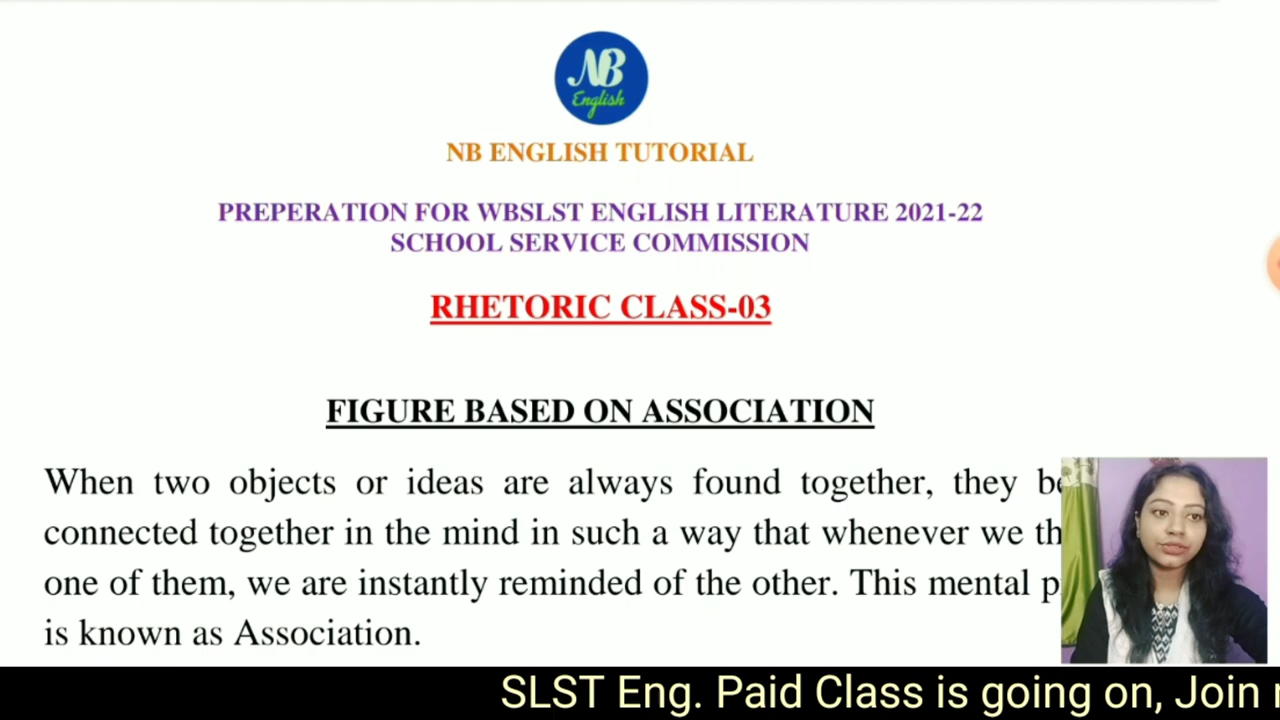 NB
English
NB ENGLISH TUTORIAL
PREPERATION FOR WBSLST ENGLISH LITERATURE 2021-22
SCHOOL SERVICE COMMISSION
RHETORIC CLASS-03
FIGURE BASED ON ASSOCIATION
When two objects or ideas are always found together, they
connected together in the mind in such a way that whenever we
one of them, we are instantly reminded of the other. This mental
is known as Association.
SLST Eng. Paid Class is going on, Join